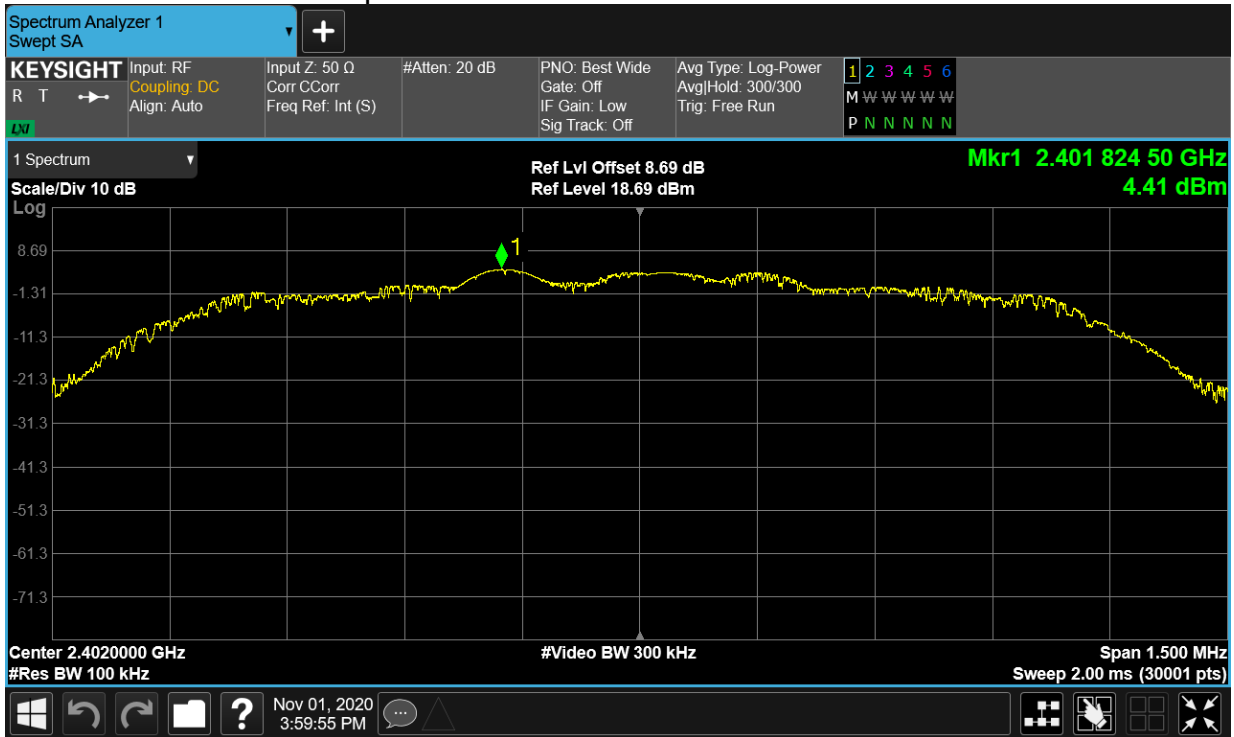 Spectrum Analyzer 1
Swept SA
+
KEYSIGHT
R T
LXI
Input: RF
Coupling: DC
Align: Auto
Input Z: 50 Ω
Corr CCorr
Freq Ref: Int (S)
#Atten: 20 dB
PNO: Best Wide
Gate: Off
IF Gain: Low
Sig Track: Off
Avg Type: Log-Power
Avg|Hold: 300/300
Trig: Free Run
1 2 3 4 5 6
M W W W W W
P N N N N N
1 Spectrum
Scale/Div 10 dB
Log
Ref Lvl Offset 8.69 dB
Ref Level 18.69 dBm
Mkr1 2.401 824 50 GHz
4.41 dBm
1
8.69
-1.31
-11.3
-21.3
-31.3
-41.3
-51.3
-61.3
-71.3
Center 2.4020000 GHz
#Res BW 100 kHz
#Video BW 300 kHz
Span 1.500 MHz
Sweep 2.00 ms (30001 pts)
?
Nov 01, 2020
3:59:55 PM